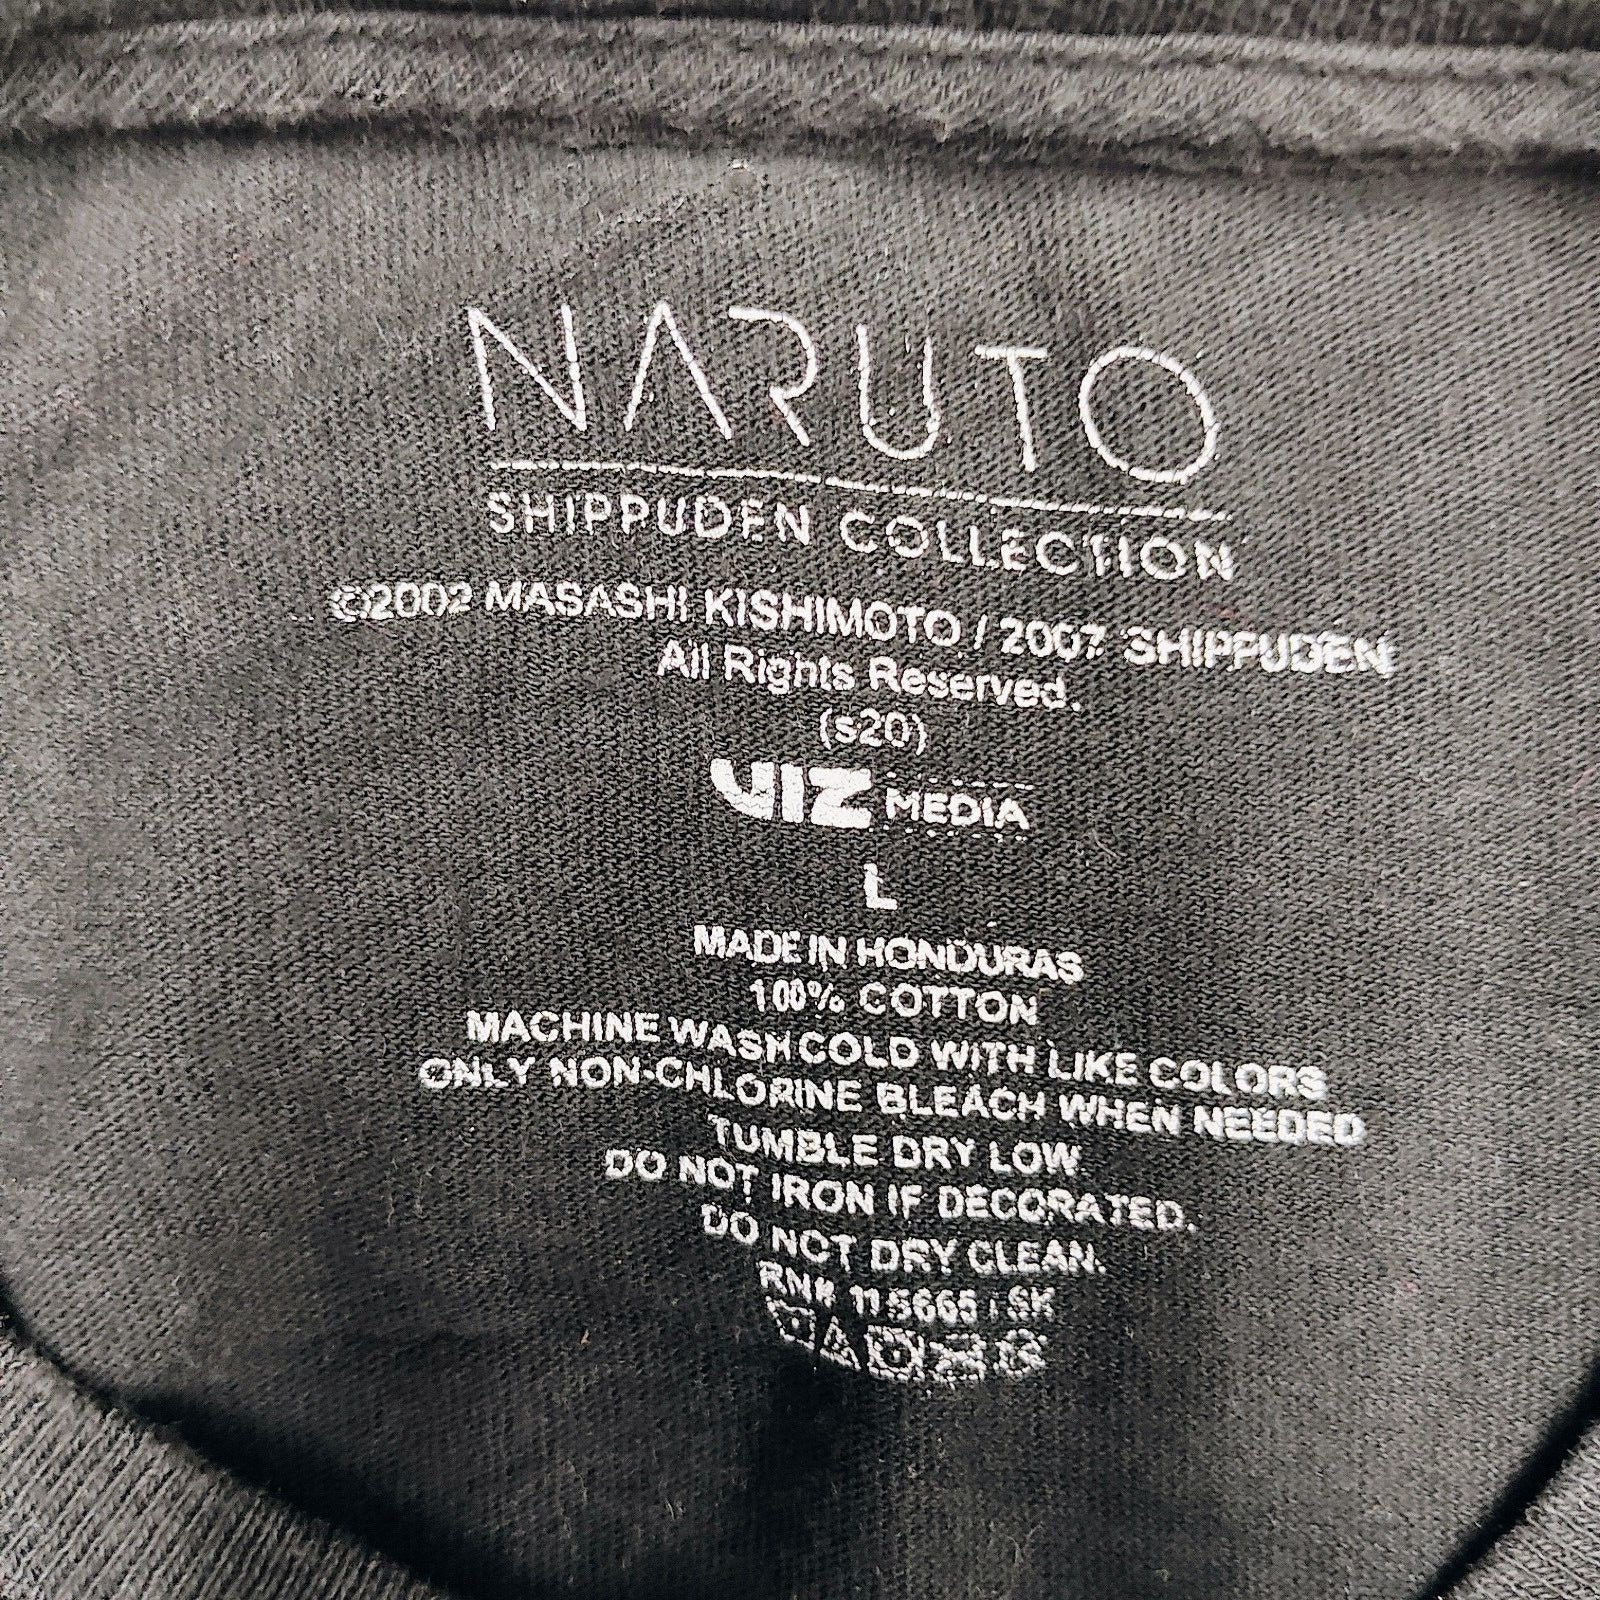 NARUTO
SHIPPUDEN COLLECTION
©2002 MASASHI KISHIMOTO / 2007 SHIPPUDEN
All Rights Reserved.
(s20)
VIZ MEDIA
L
MADE IN HONDURAS
100% COTTON
MACHINE WASH COLD WITH LIKE COLORS
ONLY NON-CHLORINE BLEACH WHEN NEEDED
TUMBLE DRY LOW
DO NOT IRON IF DECORATED.
DO NOT DRY CLEAN.
RN# 115665 / SK